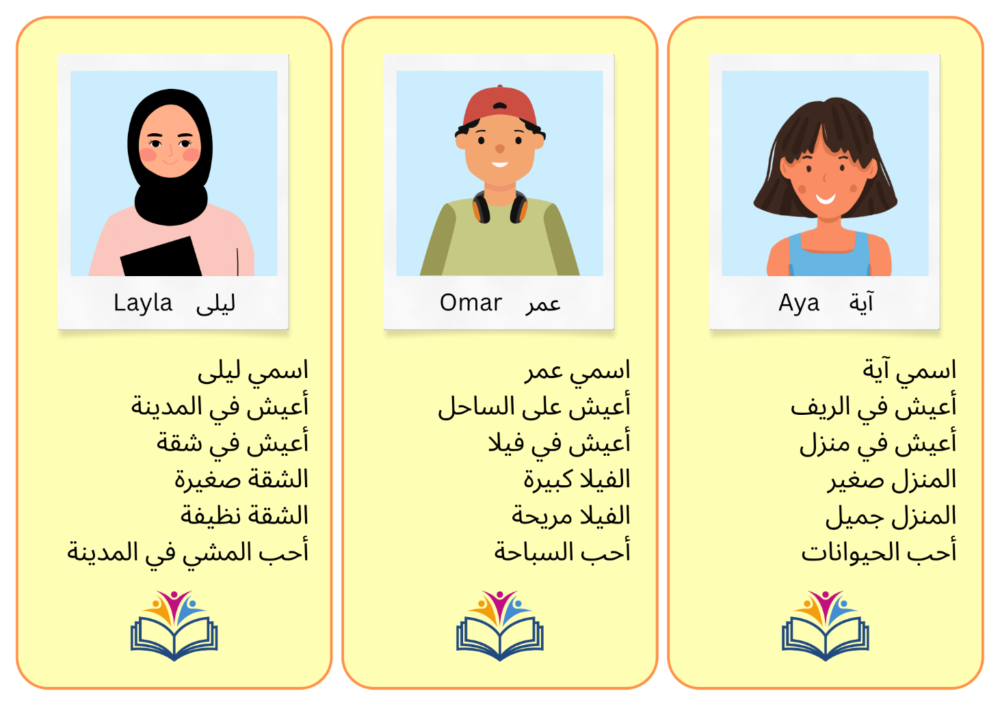 Layla ليلى
اسمي ليلى
أعيش في المدينة
أعيش في شقة
الشقة صغيرة
الشقة نظيفة
أحب المشي في المدينة
Omar عمر
اسمي عمر
أعيش على الساحل
أعيش في فيلا
الفيلا كبيرة
الفيلا مريحة
أحب السباحة
Aya آية
اسمي آية
أعيش في الريف
أعيش في منزل
المنزل صغير
المنزل جميل
أحب الحيوانات